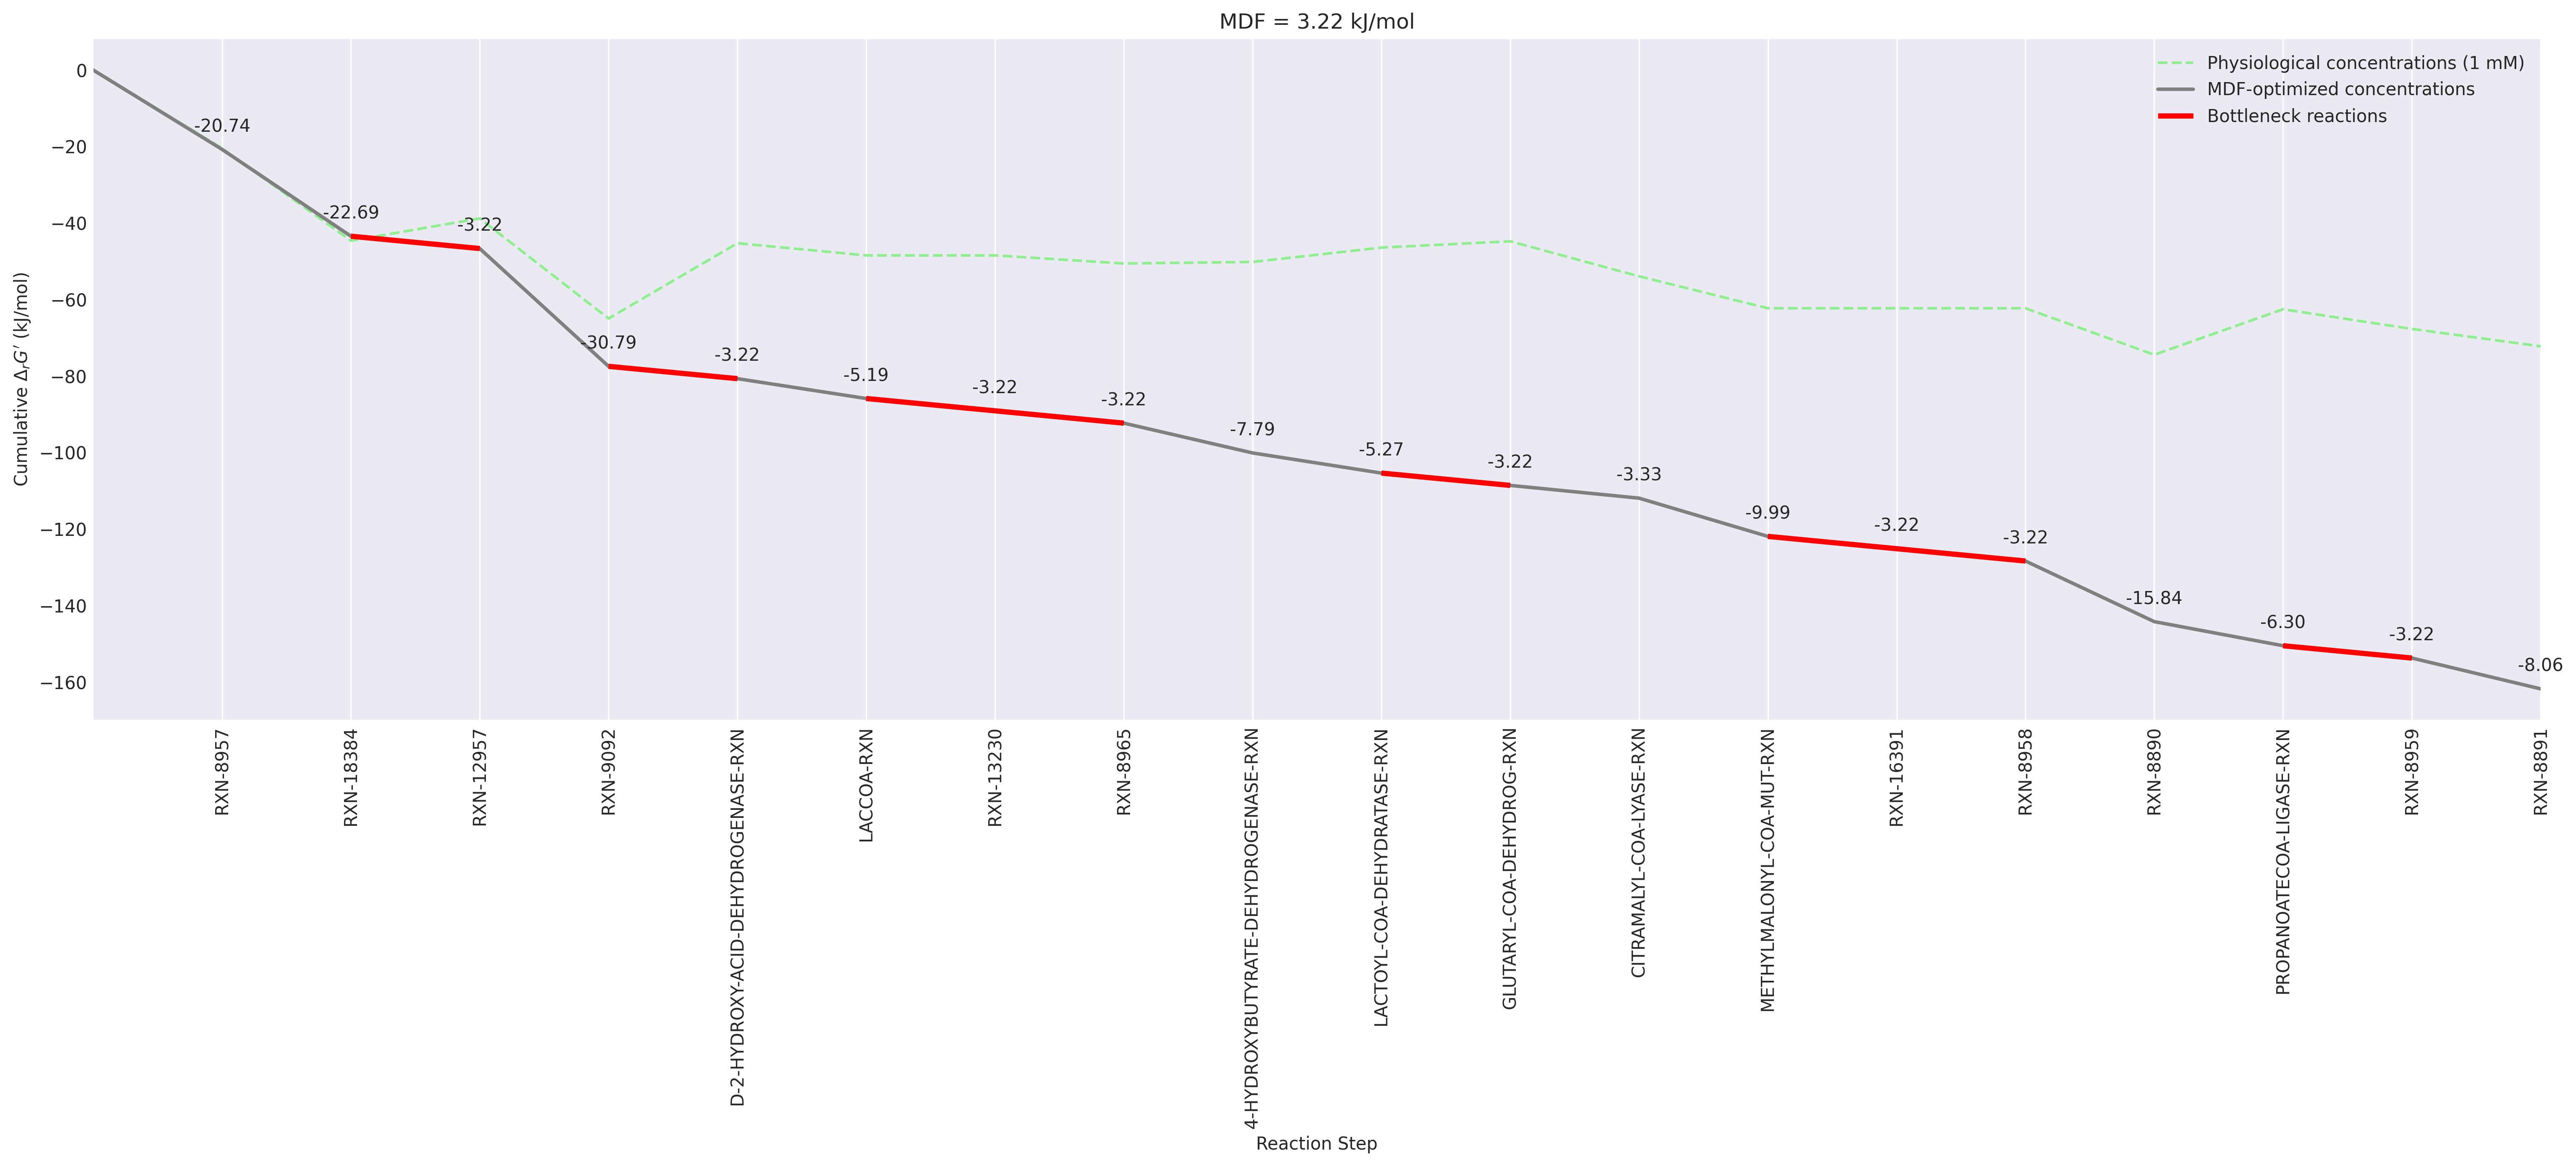 MDF = 3.22 kJ/mol
Physiological concentrations (1 mM)
MDF-optimized concentrations
Bottleneck reactions
Cumulative ΔrG′ (kJ/mol)
0
−20
−40
−60
−80
−100
−120
−140
−160
-20.74
-22.69
-3.22
-30.79
-3.22
-5.19
-3.22
-3.22
-7.79
-5.27
-3.22
-3.33
-9.99
-3.22
-3.22
-15.84
-6.30
-3.22
-8.06
RXN-8957
RXN-18384
RXN-12957
RXN-9092
D-2-HYDROXY-ACID-DEHYDROGENASE-RXN
LACCOA-RXN
RXN-13230
RXN-8965
4-HYDROXYBUTYRATE-DEHYDROGENASE-RXN
LACTOYL-COA-DEHYDRATASE-RXN
GLUTARYL-COA-DEHYDROG-RXN
CITRAMALYL-COA-LYASE-RXN
METHYLMALONYL-COA-MUT-RXN
RXN-16391
RXN-8958
RXN-8890
PROPANOATECOA-LIGASE-RXN
RXN-8959
RXN-8891
Reaction Step